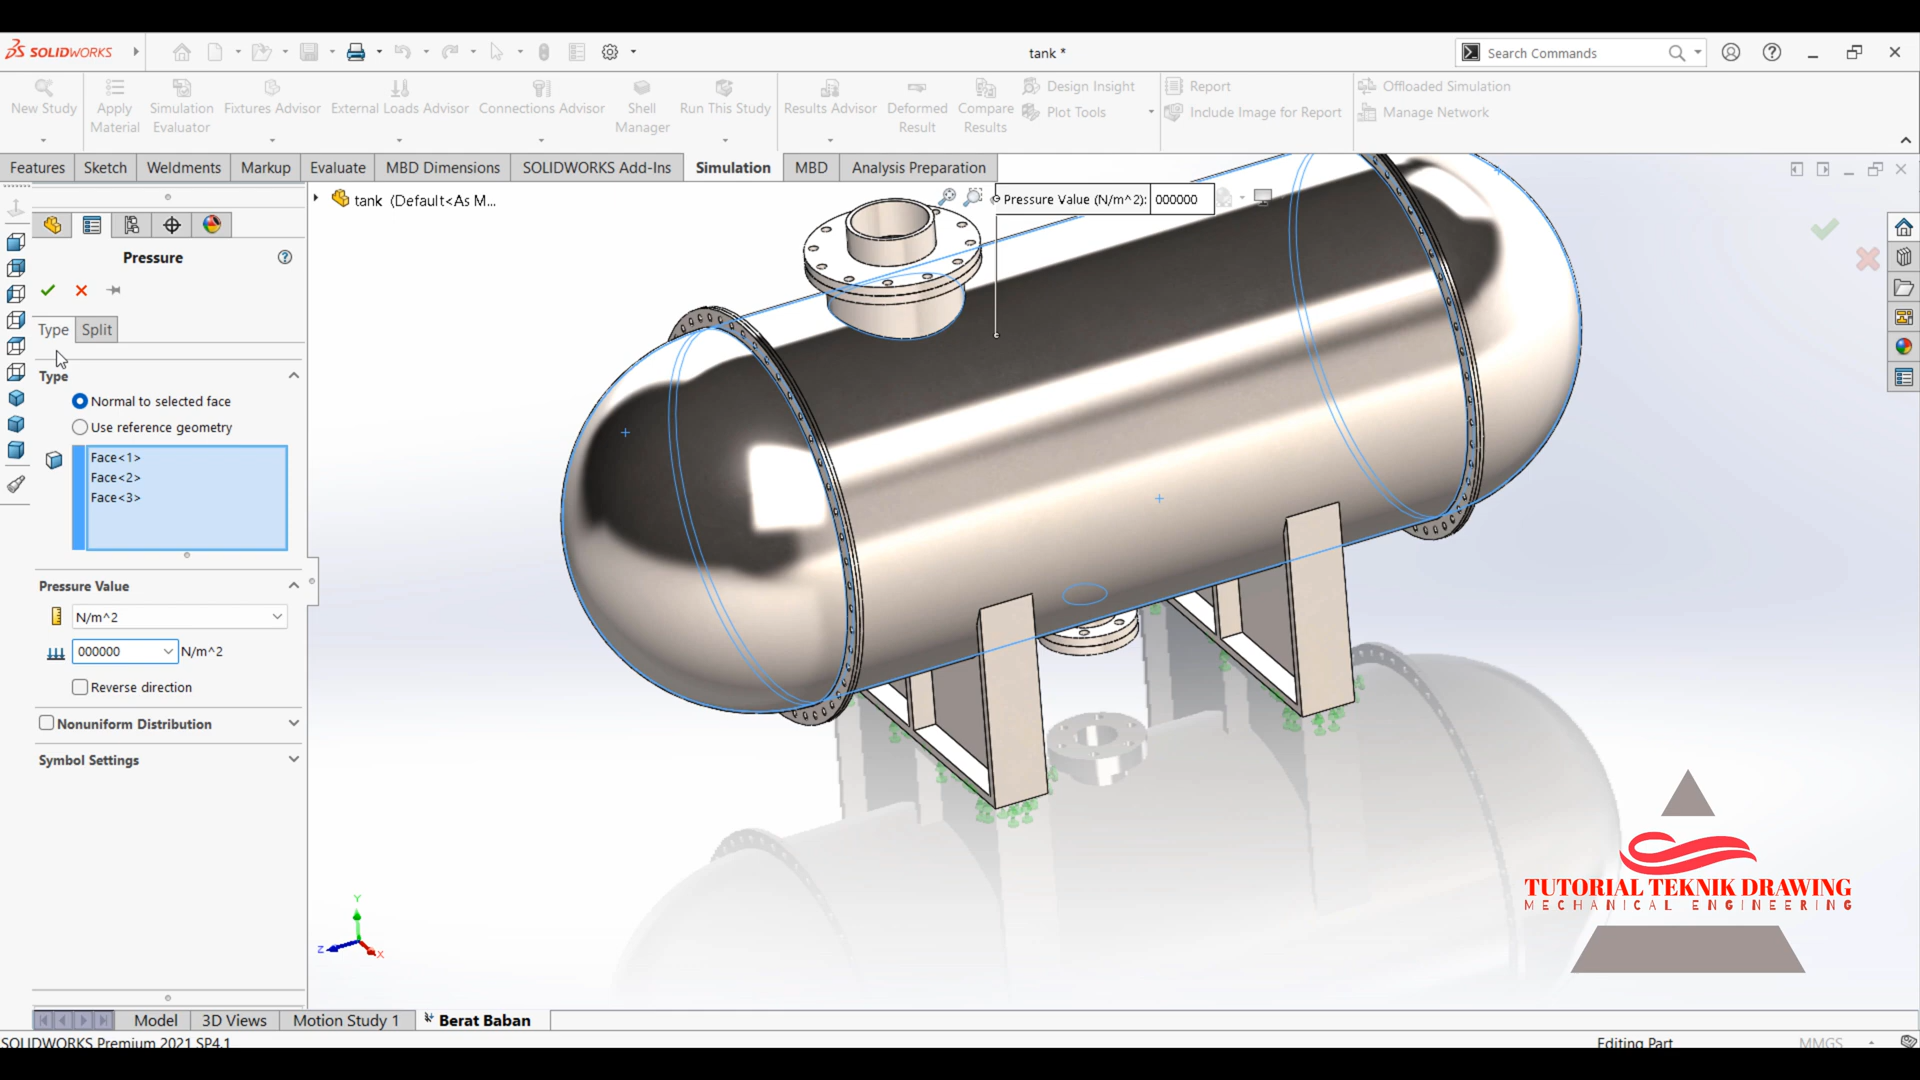 SOLIDWORKS
tank *
Search Commands
New Study
Apply Material
Simulation Evaluator
Fixtures Advisor
External Loads Advisor
Connections Advisor
Shell Manager
Run This Study
Results Advisor
Deformed Result
Compare Results
Design Insight
Plot Tools
Report
Include Image for Report
Offloaded Simulation
Manage Network
Features
Sketch
Weldments
Markup
Evaluate
MBD Dimensions
SOLIDWORKS Add-Ins
Simulation
MBD
Analysis Preparation
tank (Default<As M...
Pressure Value (N/m^2): 000000
Pressure
Type
Split
Type
Normal to selected face
Use reference geometry
Face<1>
Face<2>
Face<3>
Pressure Value
N/m^2
000000 N/m^2
Reverse direction
Nonuniform Distribution
Symbol Settings
Y
Z
X
TUTORIAL TEKNIK DRAWING
MECHANICAL ENGINEERING
Model
3D Views
Motion Study 1
Berat Baban
SOLIDWORKS Premium 2021 SP4.1
Editing Part
MMGS